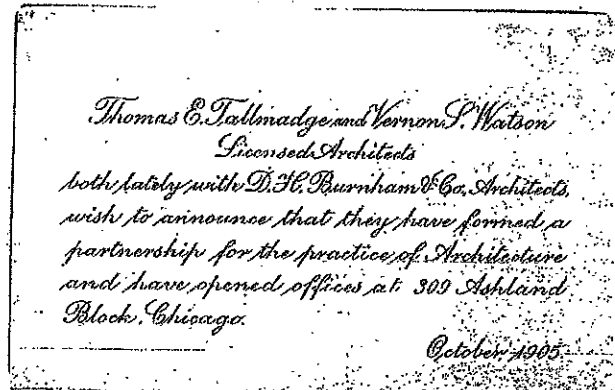 Thomas E. Tallmadge and Vernon S. Watson
Licensed Architects
both lately with D. H. Burnham & Co. Architects,
wish to announce that they have formed a
partnership for the practice of Architecture
and have opened offices at 309 Ashland
Block, Chicago.
October 1905